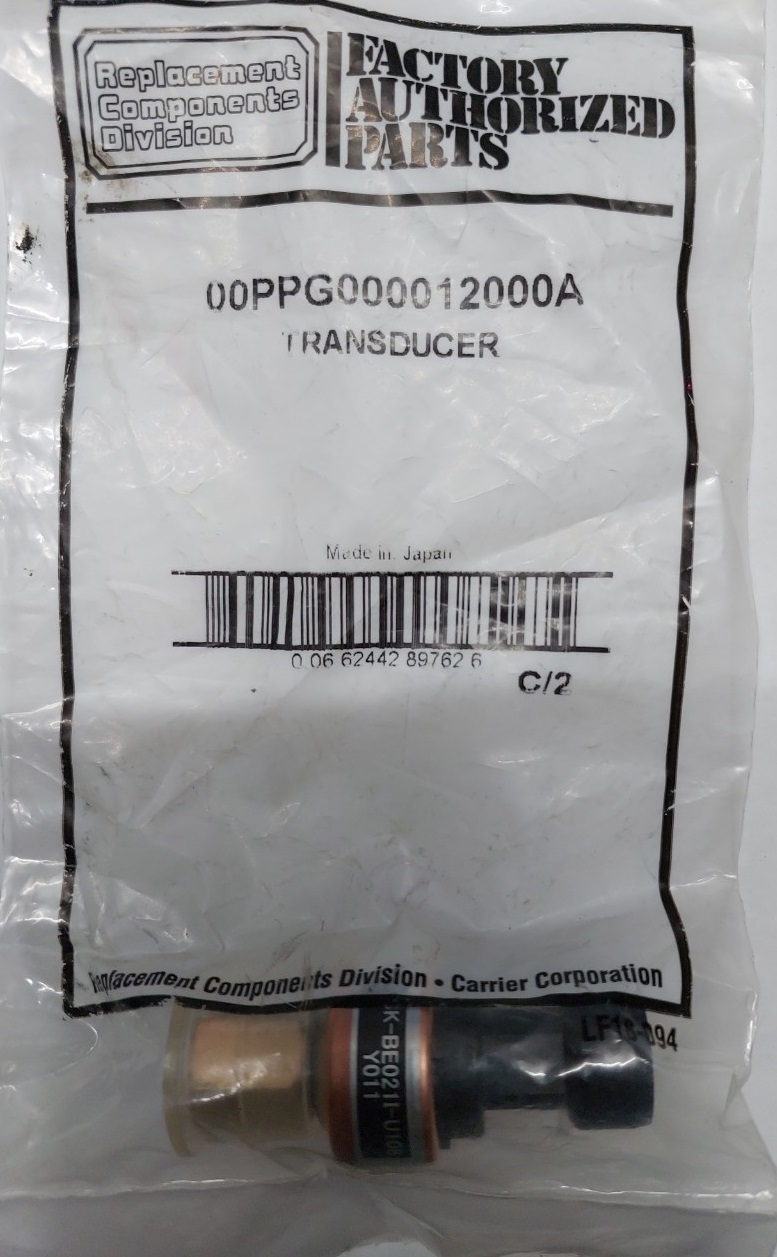 Replacement
Components
Division
FACTORY
AUTHORIZED
PARTS
00PPG000012000A
TRANSDUCER
Made in Japan
0 06 62442 89762 6
C/2
Replacement Components Division • Carrier Corporation
Y011